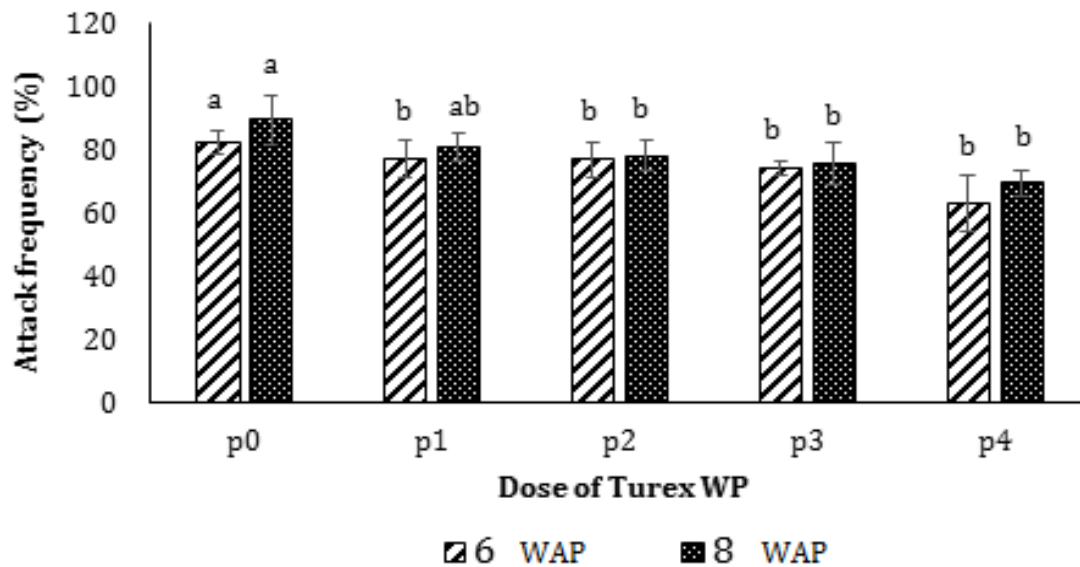 120
100
80
60
40
20
0
Attack frequency (%)
a
a
b
ab
b
b
b
b
b
b
p0
p1
p2
p3
p4
Dose of Turex WP
6 WAP
8 WAP